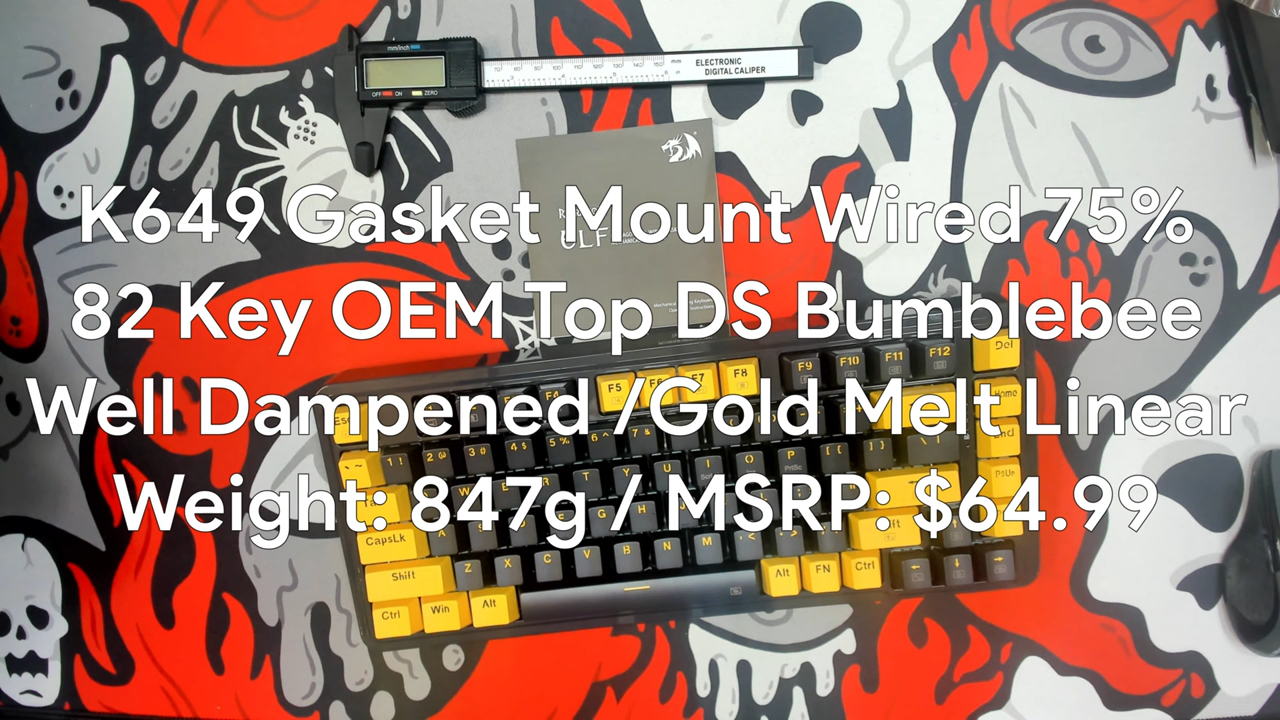 mm/inch
OFF ON ZERO
ELECTRONIC
DIGITAL CALIPER
K649 Gasket Mount Wired 75%
82 Key OEM Top DS Bumblebee
Well Dampened /Gold Melt Linear
Weight: 847g / MSRP: $64.99
F5 F6 F7 F8 F9 F10 F11 F12 Del
Home
PgUp
CapsLk
Shift Z X C V B N M
Ctrl Win Alt Alt FN Ctrl